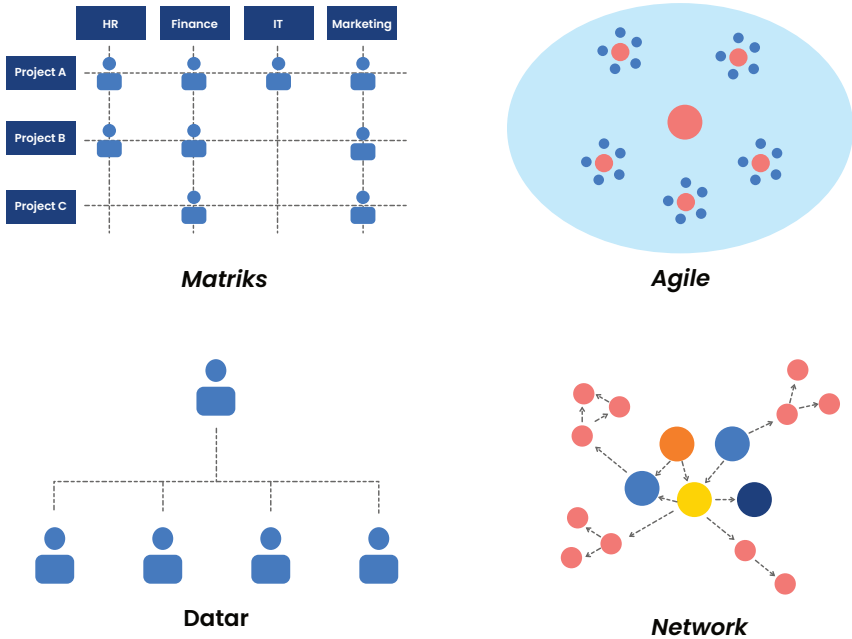 HR
Finance
IT
Marketing
Project A
Project B
Project C
Matriks
Agile
Datar
Network